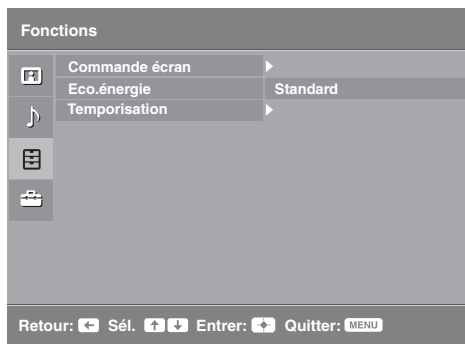 Fonctions
Commande écran
Eco.énergie Standard
Temporisation
Retour: Sél. Entrer: Quitter: MENU